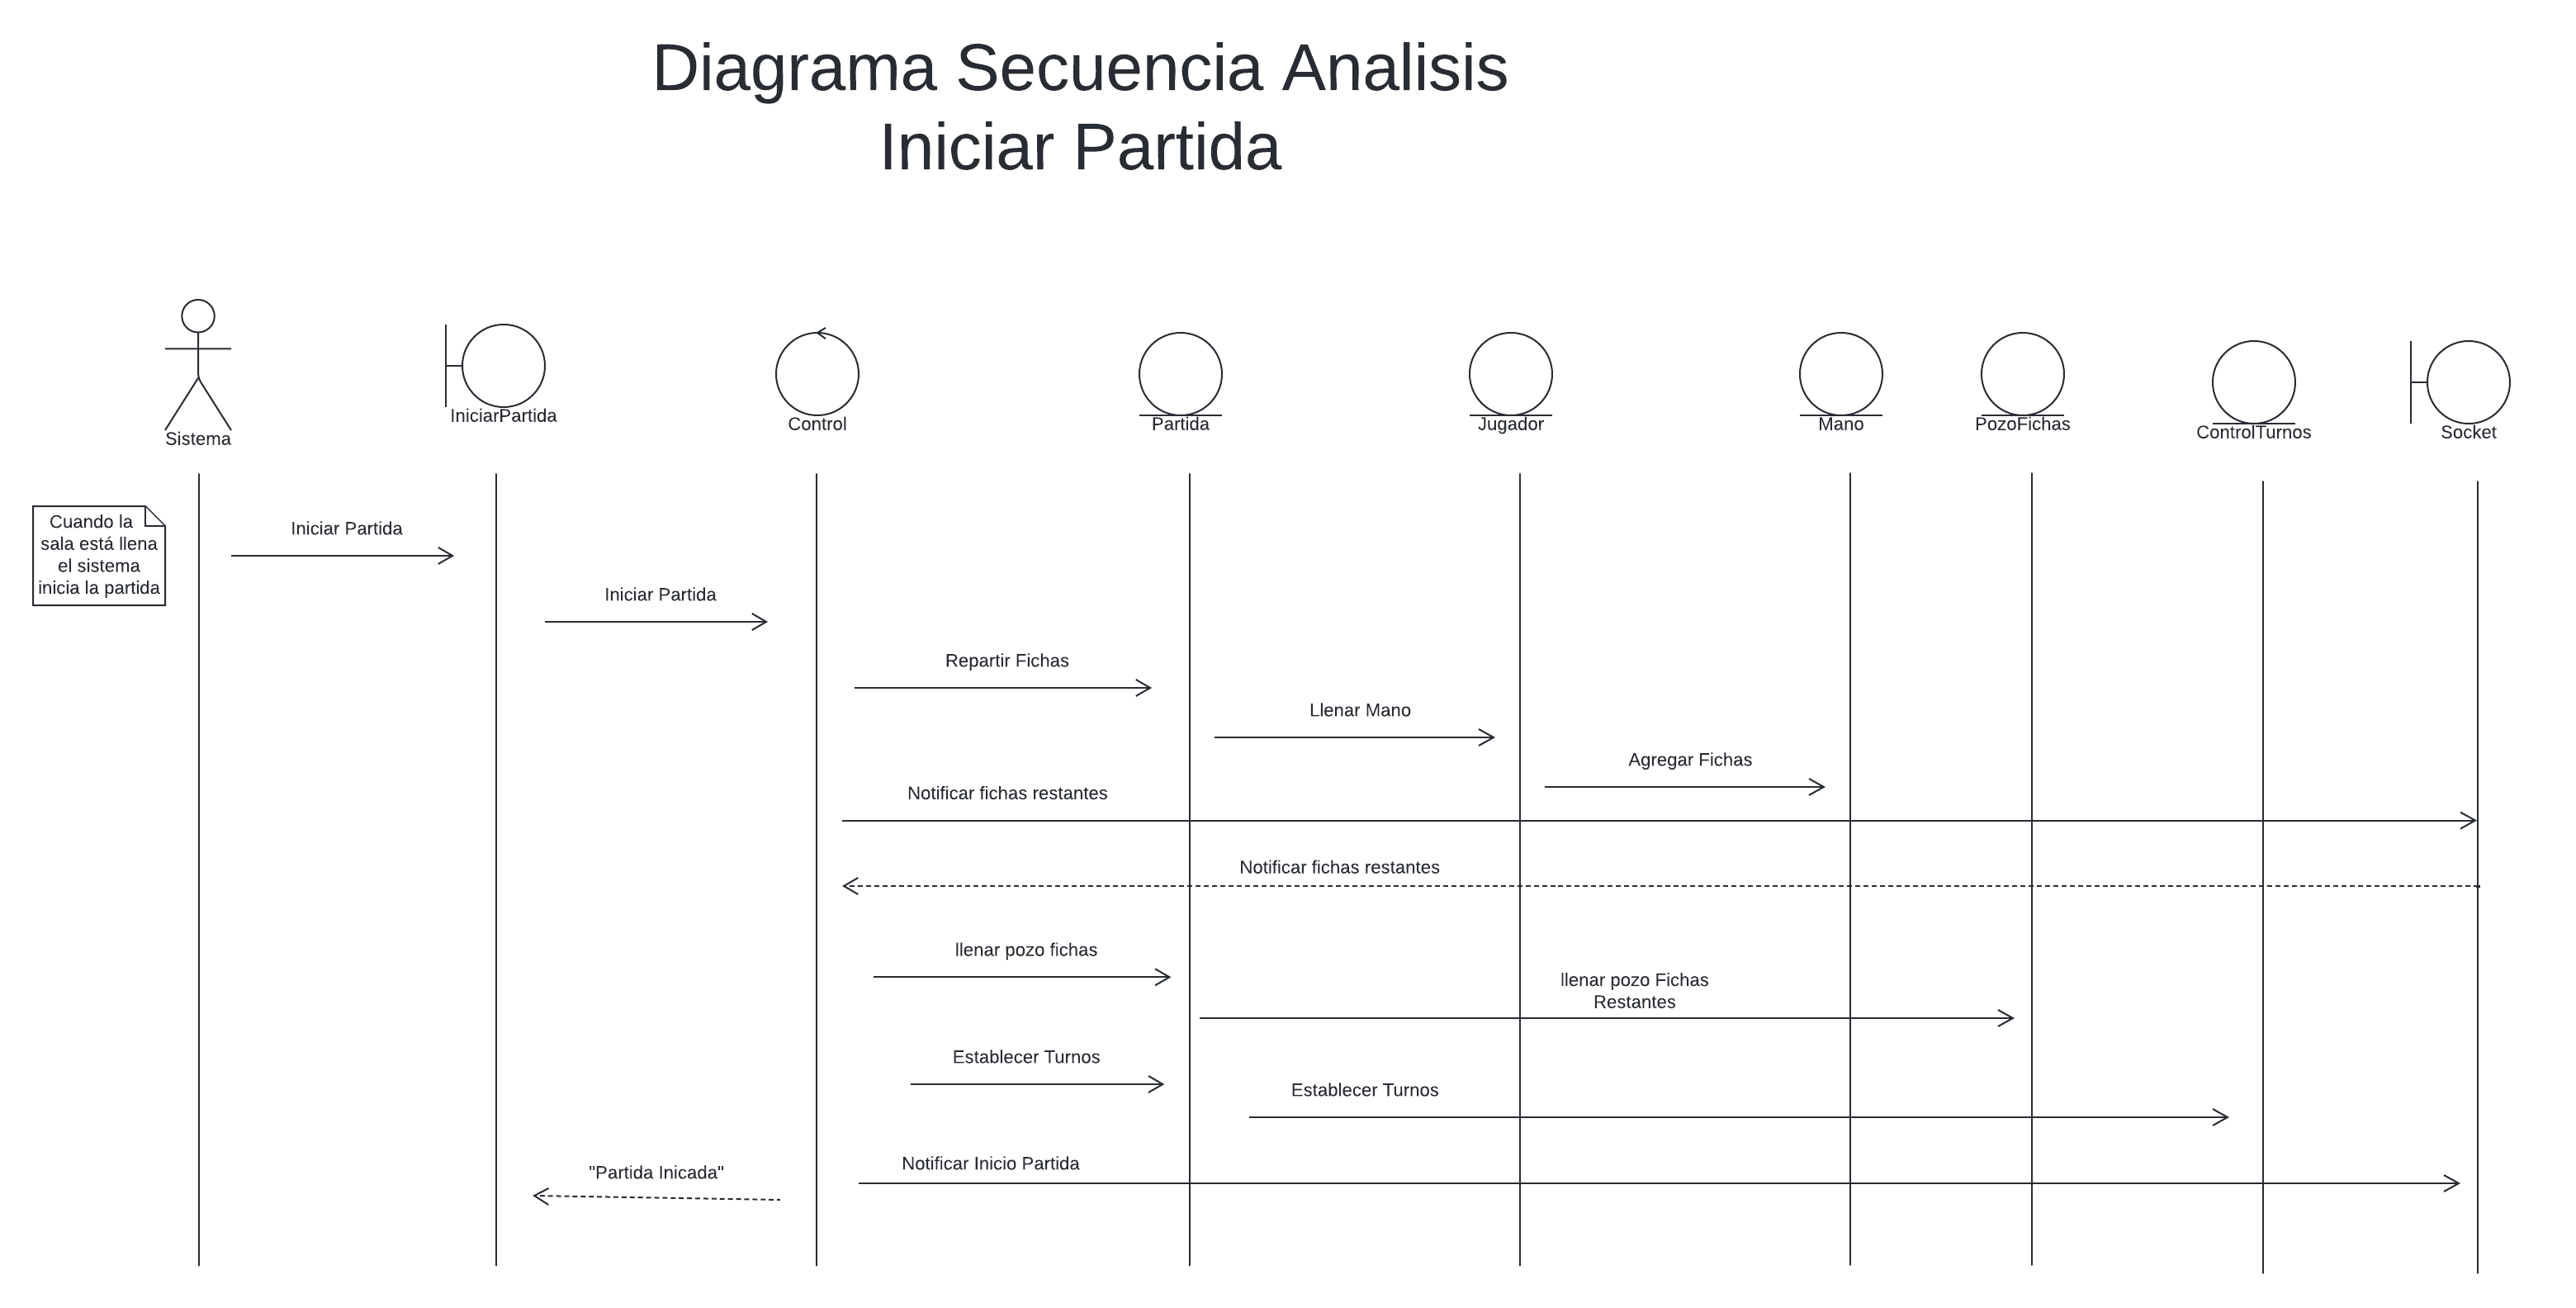 Diagrama Secuencia Analisis
Iniciar Partida
Sistema
IniciarPartida
Control
Partida
Jugador
Mano
PozoFichas
ControlTurnos
Socket
Cuando la
sala está llena
el sistema
inicia la partida
Iniciar Partida
Iniciar Partida
Repartir Fichas
Llenar Mano
Agregar Fichas
Notificar fichas restantes
Notificar fichas restantes
llenar pozo fichas
llenar pozo Fichas
Restantes
Establecer Turnos
Establecer Turnos
Notificar Inicio Partida
"Partida Inicada"